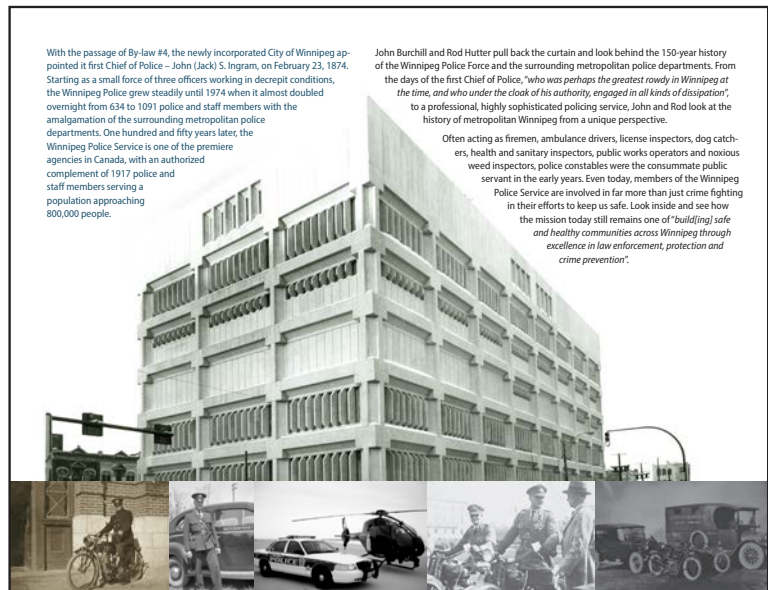 With the passage of By-law #4, the newly incorporated City of Winnipeg ap-
pointed it first Chief of Police – John (Jack) S. Ingram, on February 23, 1874.
Starting as a small force of three officers working in decrepit conditions,
the Winnipeg Police grew steadily until 1974 when it almost doubled
overnight from 634 to 1091 police and staff members with the
amalgamation of the surrounding metropolitan police
departments. One hundred and fifty years later, the
Winnipeg Police Service is one of the premiere
agencies in Canada, with an authorized
complement of 1917 police and
staff members serving a
population approaching
800,000 people.
John Burchill and Rod Hutter pull back the curtain and look behind the 150-year history
of the Winnipeg Police Force and the surrounding metropolitan police departments. From
the days of the first Chief of Police, "who was perhaps the greatest rowdy in Winnipeg at
the time, and who under the cloak of his authority, engaged in all kinds of dissipation",
to a professional, highly sophisticated policing service, John and Rod look at the
history of metropolitan Winnipeg from a unique perspective.
Often acting as firemen, ambulance drivers, license inspectors, dog catch-
ers, health and sanitary inspectors, public works operators and noxious
weed inspectors, police constables were the consummate public
servant in the early years. Even today, members of the Winnipeg
Police Service are involved in far more than just crime fighting
in their efforts to keep us safe. Look inside and see how
the mission today still remains one of "build[ing] safe
and healthy communities across Winnipeg through
excellence in law enforcement, protection and
crime prevention".
POLICE